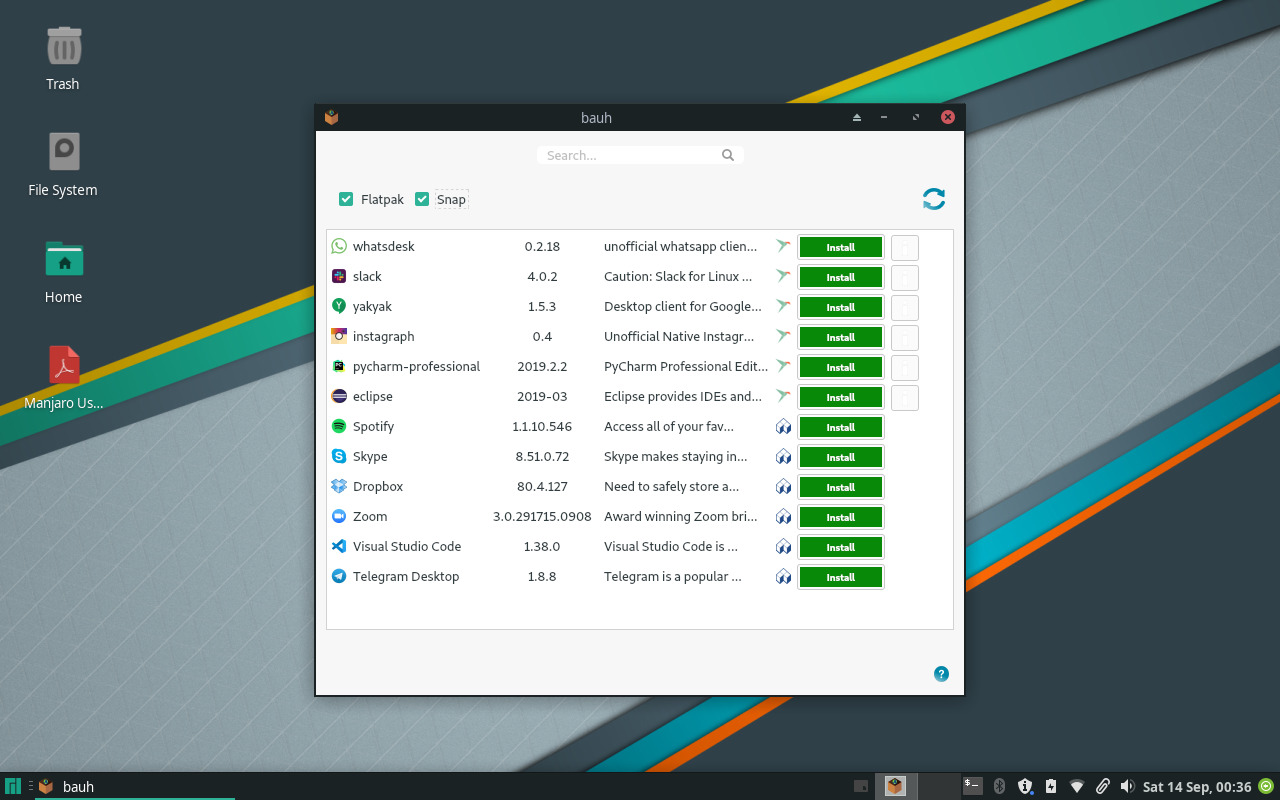 Trash
File System
Home
Manjaro Us...
bauh
Search...
Flatpak Snap
whatsdesk 0.2.18 unofficial whatsapp clien... Install
slack 4.0.2 Caution: Slack for Linux ... Install
yakyak 1.5.3 Desktop client for Google... Install
instagraph 0.4 Unofficial Native Instagr... Install
pycharm-professional 2019.2.2 PyCharm Professional Edit... Install
eclipse 2019-03 Eclipse provides IDEs and... Install
Spotify 1.1.10.546 Access all of your fav... Install
Skype 8.51.0.72 Skype makes staying in... Install
Dropbox 80.4.127 Need to safely store a... Install
Zoom 3.0.291715.0908 Award winning Zoom bri... Install
Visual Studio Code 1.38.0 Visual Studio Code is ... Install
Telegram Desktop 1.8.8 Telegram is a popular ... Install
?
bauh
Sat 14 Sep, 00:36